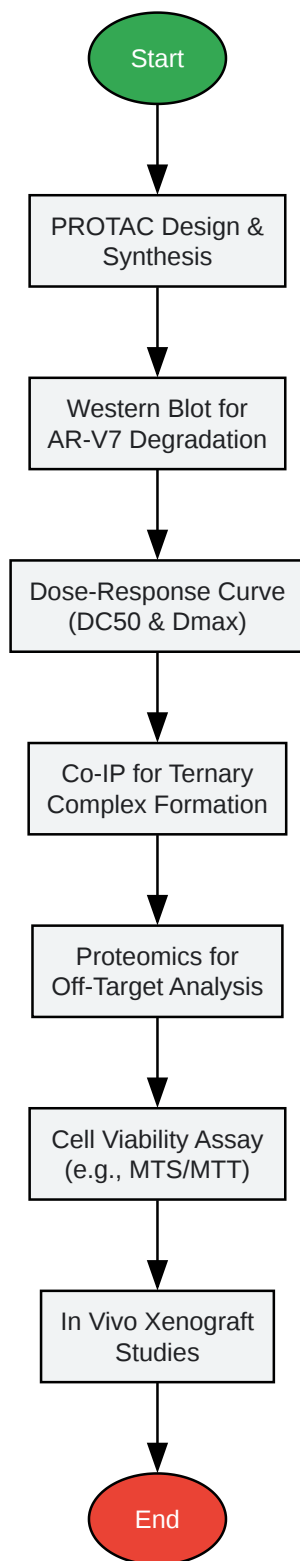 Start
PROTAC Design &
Synthesis
Western Blot for
AR-V7 Degradation
Dose-Response Curve
(DC50 & Dmax)
Co-IP for Ternary
Complex Formation
Proteomics for
Off-Target Analysis
Cell Viability Assay
(e.g., MTS/MTT)
In Vivo Xenograft
Studies
End